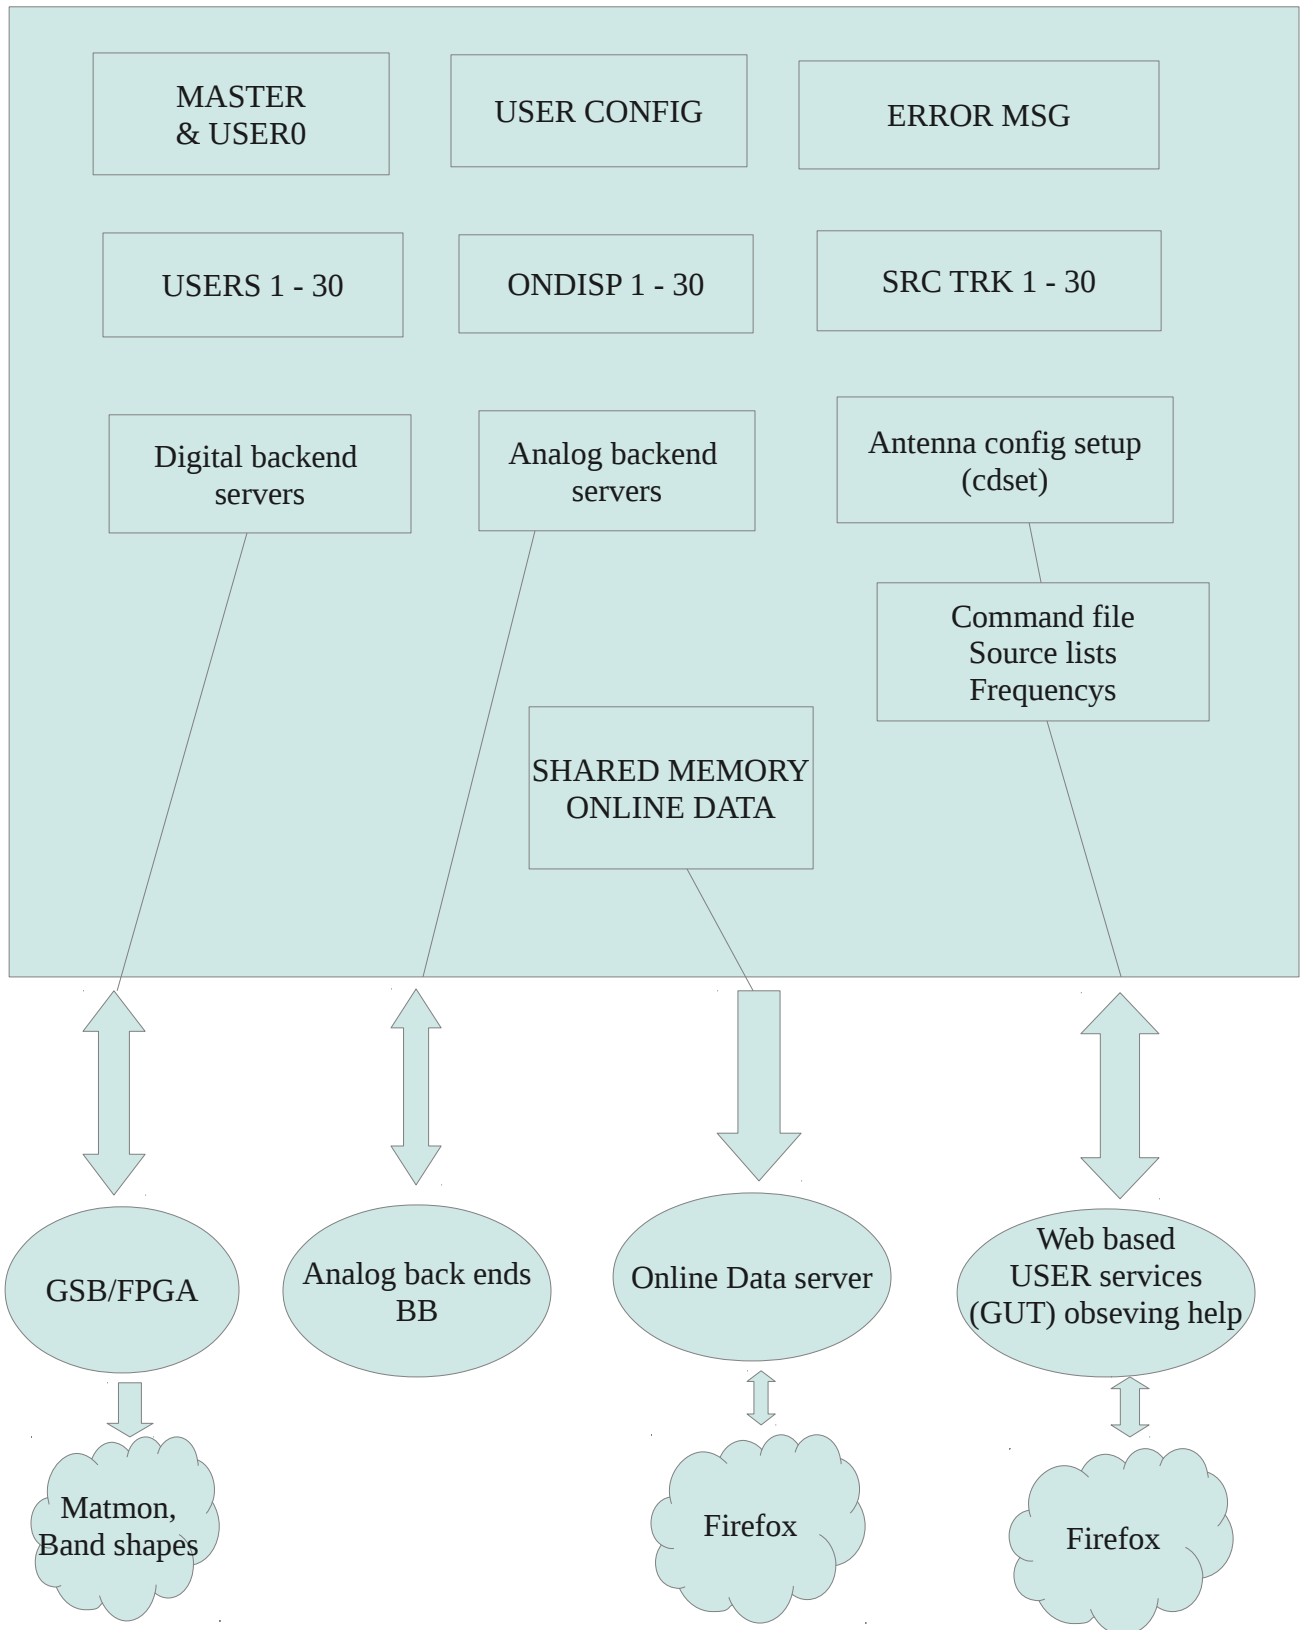 MASTER
& USER0
USER CONFIG
ERROR MSG
USERS 1 - 30
ONDISP 1 - 30
SRC TRK 1 - 30
Digital backend
servers
Analog backend
servers
Antenna config setup
(cdset)
Command file
Source lists
Frequencys
SHARED MEMORY
ONLINE DATA
GSB/FPGA
Analog back ends
BB
Online Data server
Web based
USER services
(GUT) obseving help
Matmon,
Band shapes
Firefox
Firefox